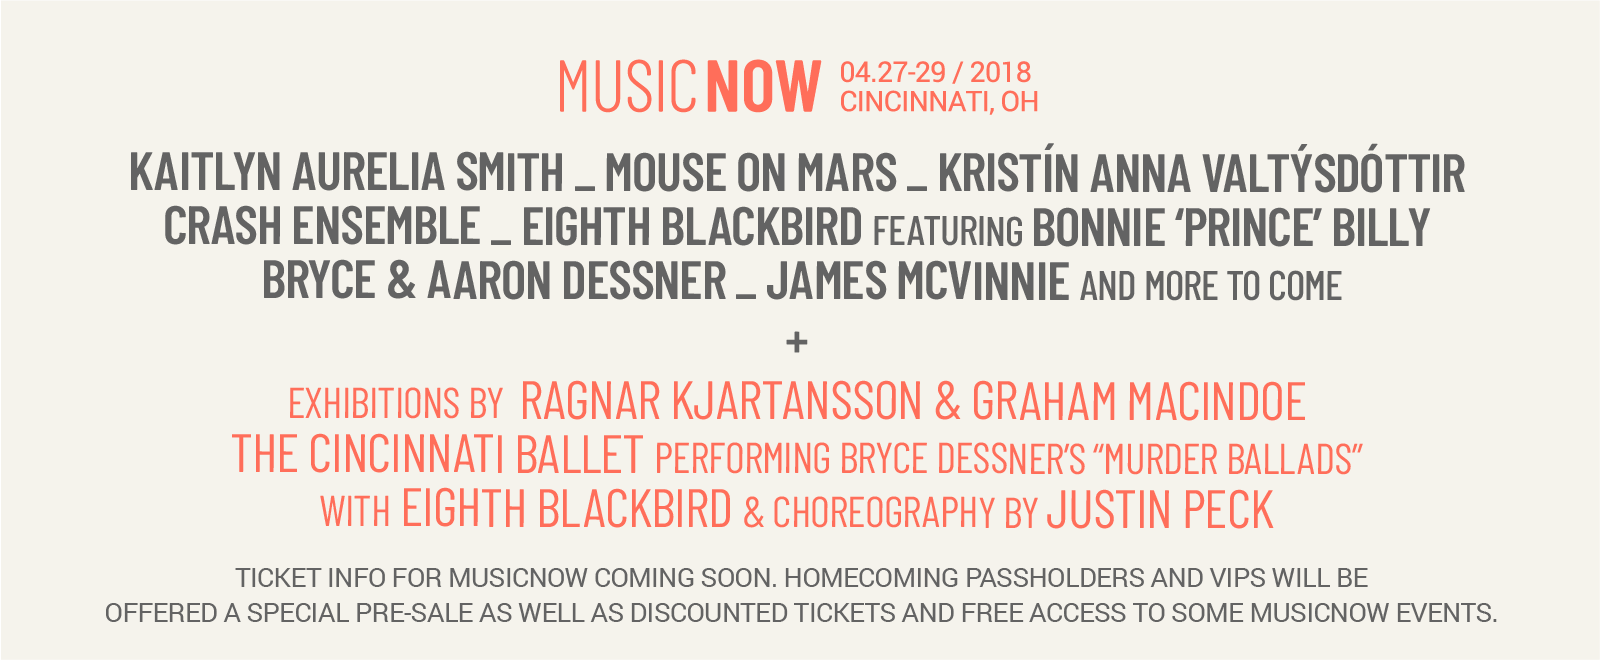 MUSICNOW 04.27-29 / 2018
CINCINNATI, OH
KAITLYN AURELIA SMITH _ MOUSE ON MARS _ KRISTÍN ANNA VALTÝSDÓTTIR
CRASH ENSEMBLE _ EIGHTH BLACKBIRD FEATURING BONNIE ‘PRINCE’ BILLY
BRYCE & AARON DESSNER _ JAMES MCVINNIE AND MORE TO COME
+
EXHIBITIONS BY RAGNAR KJARTANSSON & GRAHAM MACINDOE
THE CINCINNATI BALLET PERFORMING BRYCE DESSNER’S “MURDER BALLADS”
WITH EIGHTH BLACKBIRD & CHOREOGRAPHY BY JUSTIN PECK
TICKET INFO FOR MUSICNOW COMING SOON. HOMECOMING PASSHOLDERS AND VIPS WILL BE
OFFERED A SPECIAL PRE-SALE AS WELL AS DISCOUNTED TICKETS AND FREE ACCESS TO SOME MUSICNOW EVENTS.